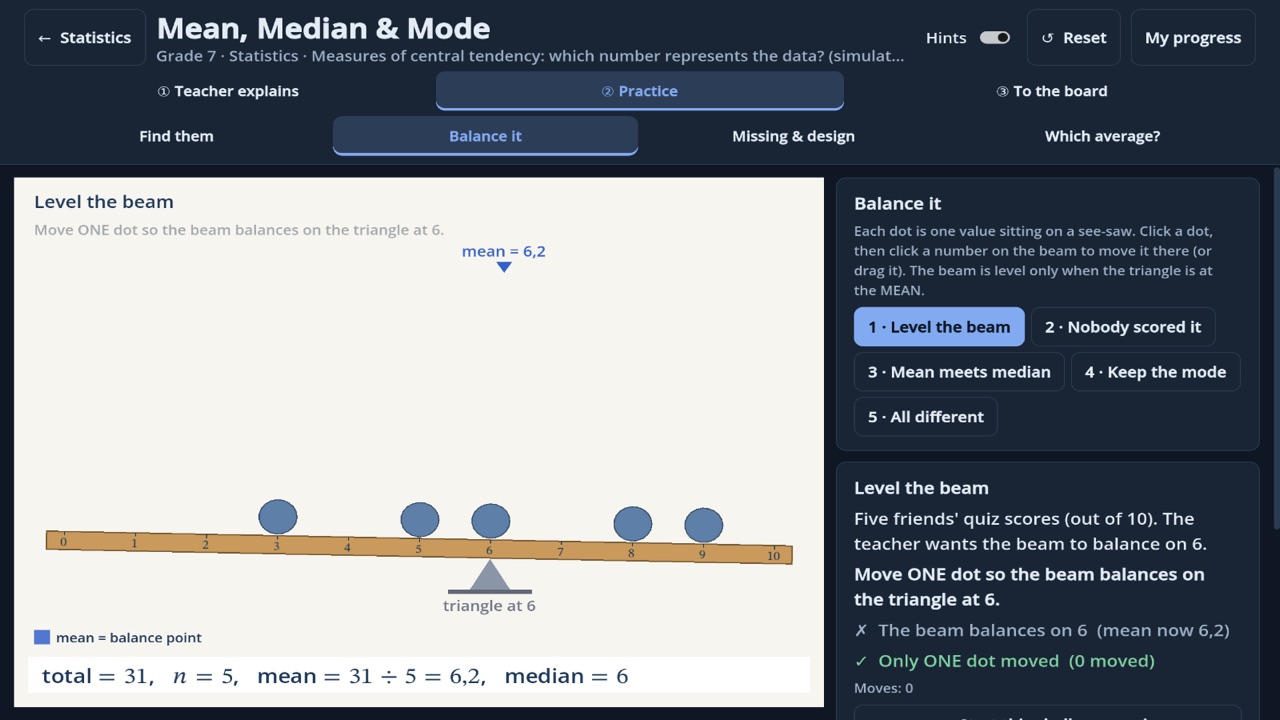 ← Statistics
Mean, Median & Mode
Grade 7 · Statistics · Measures of central tendency: which number represents the data? (simulat...
Hints
↺ Reset
My progress
① Teacher explains
② Practice
③ To the board
Find them
Balance it
Missing & design
Which average?
Level the beam
Move ONE dot so the beam balances on the triangle at 6.
mean = 6,2
0 1 2 3 4 5 6 7 8 9 10
triangle at 6
mean = balance point
total = 31, n = 5, mean = 31 ÷ 5 = 6,2, median = 6
Balance it
Each dot is one value sitting on a see-saw. Click a dot,
then click a number on the beam to move it there (or
drag it). The beam is level only when the triangle is at
the MEAN.
1 · Level the beam
2 · Nobody scored it
3 · Mean meets median
4 · Keep the mode
5 · All different
Level the beam
Five friends' quiz scores (out of 10). The
teacher wants the beam to balance on 6.
Move ONE dot so the beam balances on
the triangle at 6.
✗ The beam balances on 6 (mean now 6,2)
✓ Only ONE dot moved (0 moved)
Moves: 0